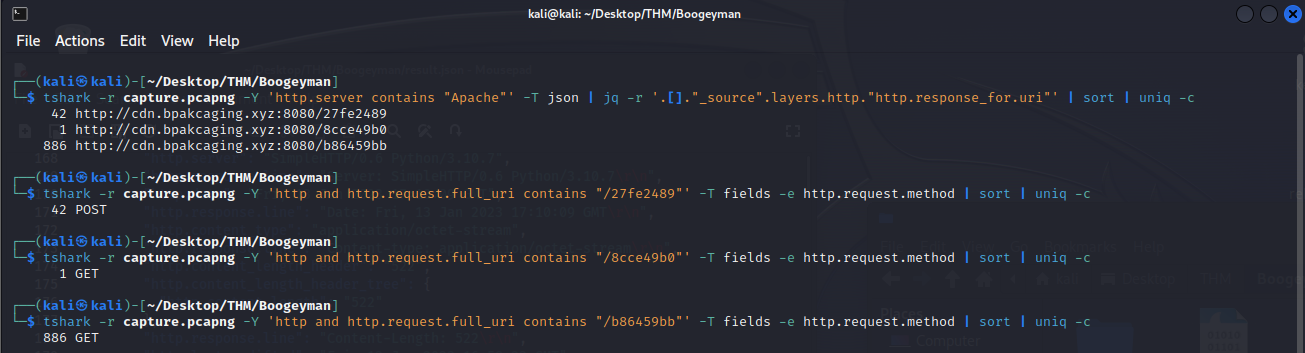 kali@kali: ~/Desktop/THM/Boogeyman
File Actions Edit View Help
┌──(kali㉿kali)-[~/Desktop/THM/Boogeyman]
└─$ tshark -r capture.pcapng -Y 'http.server contains "Apache"' -T json | jq -r '.[]."_source".layers.http."http.response_for.uri"' | sort | uniq -c
42 http://cdn.bpakcaging.xyz:8080/27fe2489
1 http://cdn.bpakcaging.xyz:8080/8cce49b0
886 http://cdn.bpakcaging.xyz:8080/b86459bb
┌──(kali㉿kali)-[~/Desktop/THM/Boogeyman]
└─$ tshark -r capture.pcapng -Y 'http and http.request.full_uri contains "/27fe2489"' -T fields -e http.request.method | sort | uniq -c
42 POST
┌──(kali㉿kali)-[~/Desktop/THM/Boogeyman]
└─$ tshark -r capture.pcapng -Y 'http and http.request.full_uri contains "/8cce49b0"' -T fields -e http.request.method | sort | uniq -c
1 GET
┌──(kali㉿kali)-[~/Desktop/THM/Boogeyman]
└─$ tshark -r capture.pcapng -Y 'http and http.request.full_uri contains "/b86459bb"' -T fields -e http.request.method | sort | uniq -c
886 GET